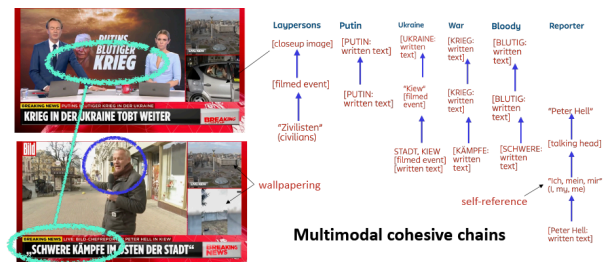 PUTINS
BLUTIGER
KRIEG
BREAKING NEWS PUTINS BLUTIGER KRIEG IN DER UKRAINE
KRIEG IN DER UKRAINE TOBT WEITER
BREAKING
Bild
BREAKING NEWS LIVE: BILD-CHEFREPORTER PETER HELL IN KIEW
„SCHWERE KÄMPFE IM OSTEN DER STADT“
BREAKING
NEWS
wallpapering
Laypersons
[closeup image]
[filmed event]
"Zivilisten"
(civilians)
Putin
[PUTIN:
written
text]
[PUTIN:
written text]
Ukraine
[UKRAINE:
written
text]
"Kiew"
[filmed
event]
STADT, KIEW
[filmed event]
[written text]
War
[KRIEG:
written
text]
[KRIEG:
written
text]
[KÄMPFE:
written
text]
Bloody
[BLUTIG:
written
text]
[BLUTIG:
written
text]
[SCHWERE:
written
text]
Reporter
"Peter Hell"
[talking
head]
"ich, mein, mir"
(I, my, me)
[Peter Hell:
written text]
self-reference
Multimodal cohesive chains